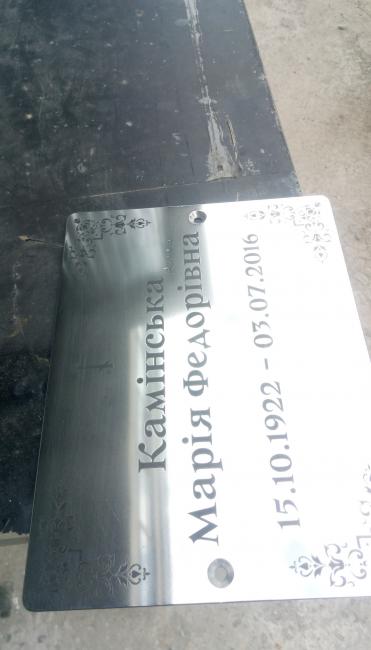 Камінська
Марія Федорівна
15.10.1922 - 03.07.2016